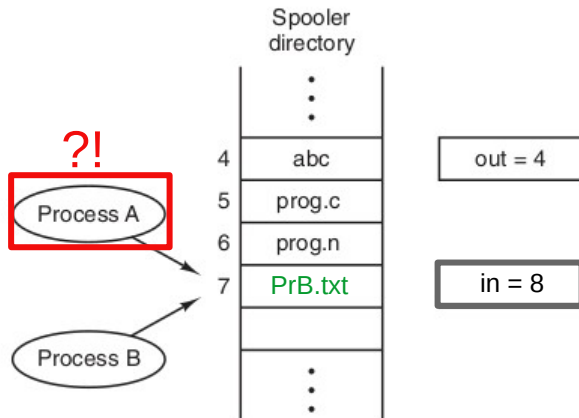 Spooler
directory
?!
4 abc out = 4
Process A
5 prog.c
6 prog.n
7 PrB.txt in = 8
Process B